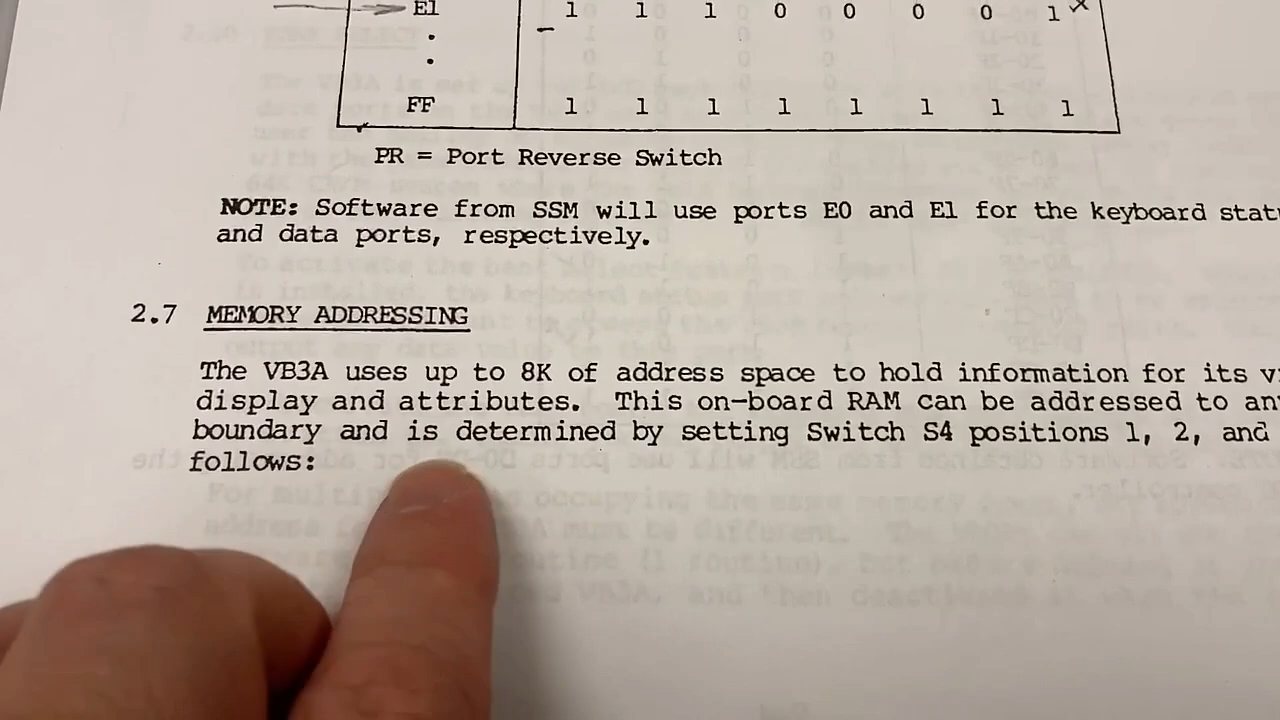 E1 1 1 1 0 0 0 0 1
.
.
FF 1 1 1 1 1 1 1 1
PR = Port Reverse Switch
NOTE: Software from SSM will use ports E0 and E1 for the keyboard
and data ports, respectively.
2.7 MEMORY ADDRESSING
The VB3A uses up to 8K of address space to hold information for its
display and attributes. This on-board RAM can be addressed to
boundary and is determined by setting Switch S4 positions 1, 2, and
follows: